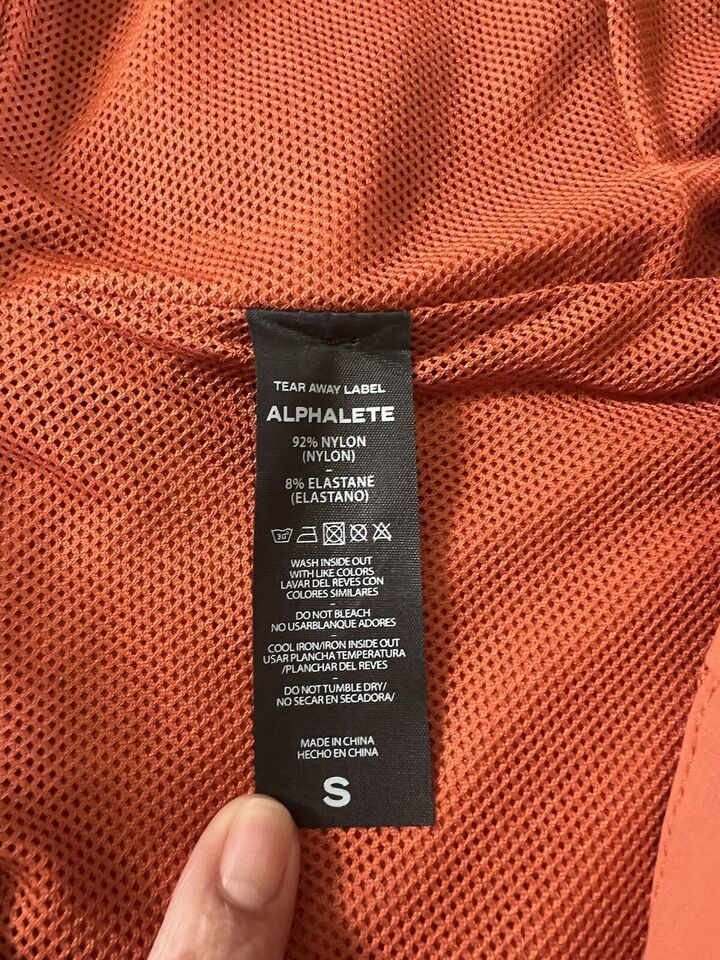 TEAR AWAY LABEL
ALPHALETE
92% NYLON
(NYLON)
–
8% ELASTANE
(ELASTANO)
30°
WASH INSIDE OUT
WITH LIKE COLORS
LAVAR DEL REVES CON
COLORES SIMILARES
–
DO NOT BLEACH
NO USARBLANQUE ADORES
–
COOL IRON/IRON INSIDE OUT
USAR PLANCHA TEMPERATURA
/PLANCHAR DEL REVES
–
DO NOT TUMBLE DRY/
NO SECAR EN SECADORA/
MADE IN CHINA
HECHO EN CHINA
S